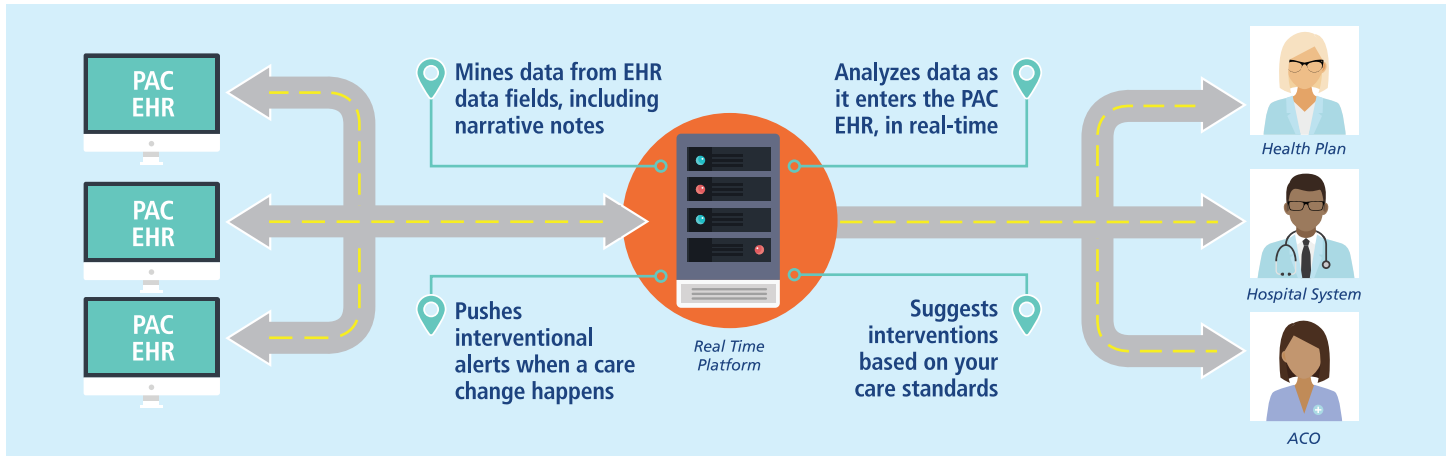 PAC
EHR
PAC
EHR
PAC
EHR
Mines data from EHR
data fields, including
narrative notes
Pushes
interventional
alerts when a care
change happens
Real Time
Platform
Analyzes data as
it enters the PAC
EHR, in real-time
Suggests
interventions
based on your
care standards
Health Plan
Hospital System
ACO